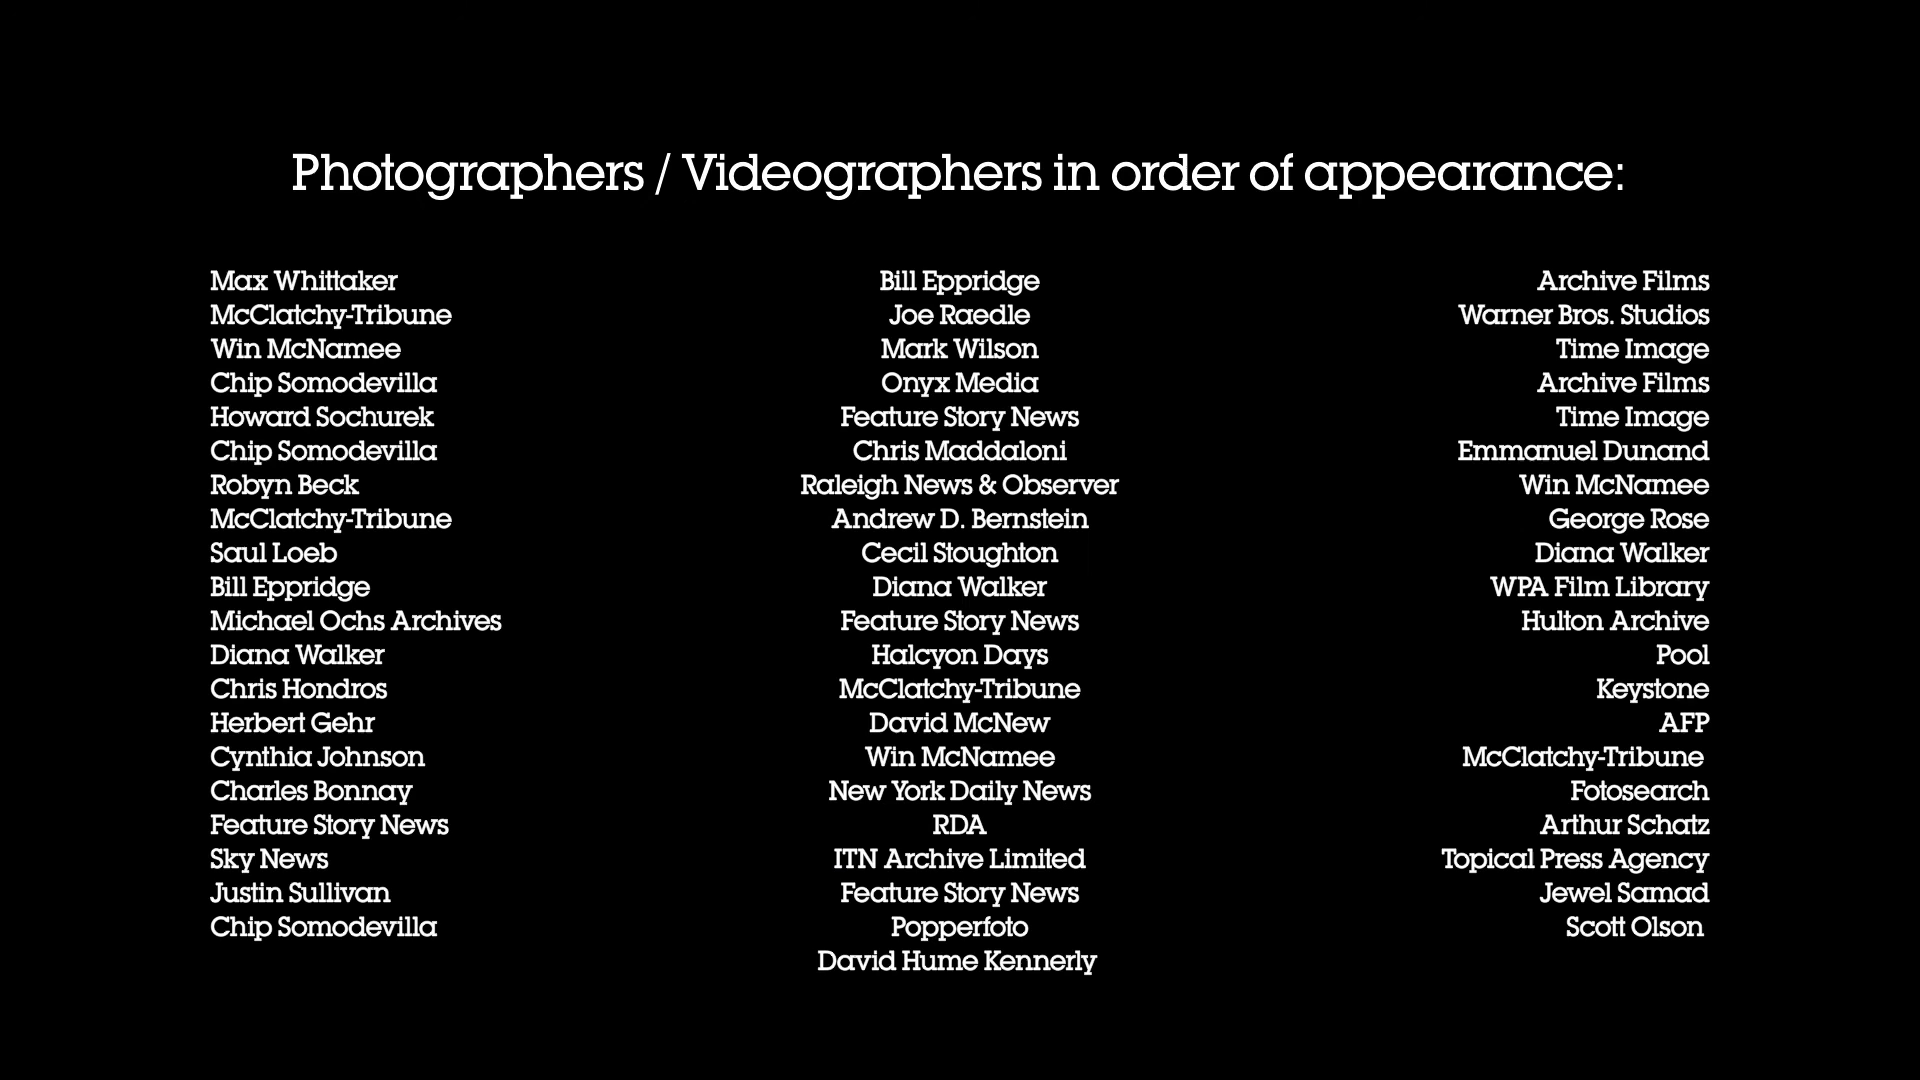 Photographers / Videographers in order of appearance:
Max Whittaker
McClatchy-Tribune
Win McNamee
Chip Somodevilla
Howard Sochurek
Chip Somodevilla
Robyn Beck
McClatchy-Tribune
Saul Loeb
Bill Eppridge
Michael Ochs Archives
Diana Walker
Chris Hondros
Herbert Gehr
Cynthia Johnson
Charles Bonnay
Feature Story News
Sky News
Justin Sullivan
Chip Somodevilla
Bill Eppridge
Joe Raedle
Mark Wilson
Onyx Media
Feature Story News
Chris Maddaloni
Raleigh News & Observer
Andrew D. Bernstein
Cecil Stoughton
Diana Walker
Feature Story News
Halcyon Days
McClatchy-Tribune
David McNew
Win McNamee
New York Daily News
RDA
ITN Archive Limited
Feature Story News
Popperfoto
David Hume Kennerly
Archive Films
Warner Bros. Studios
Time Image
Archive Films
Time Image
Emmanuel Dunand
Win McNamee
George Rose
Diana Walker
WPA Film Library
Hulton Archive
Pool
Keystone
AFP
McClatchy-Tribune
Fotosearch
Arthur Schatz
Topical Press Agency
Jewel Samad
Scott Olson